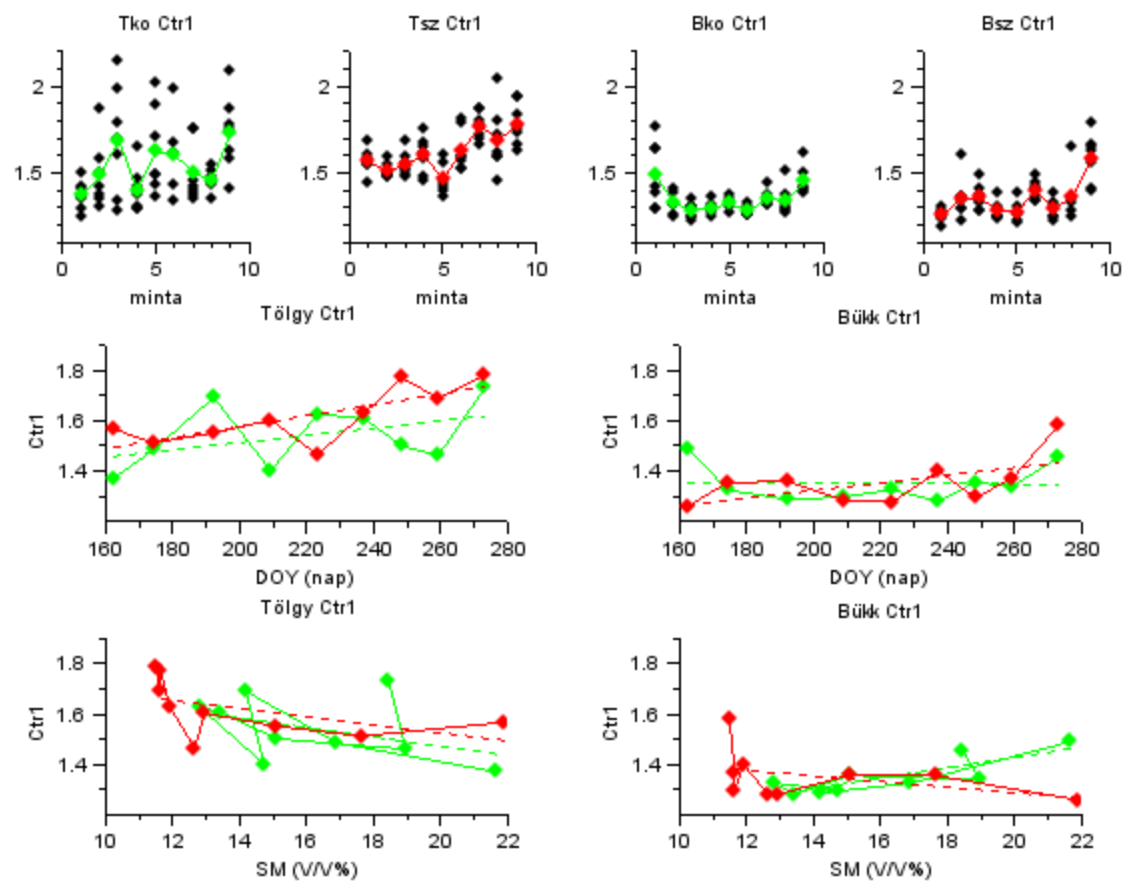 Tko Ctr1 Tsz Ctr1 Bko Ctr1 Bsz Ctr1
2 2 2 2
1.5 1.5 1.5 1.5
0 5 10 0 5 10 0 5 10 0 5 10
minta minta minta minta
Tölgy Ctr1 Bükk Ctr1
1.8 1.8
1.6 1.6
1.4 1.4
Ctr1 Ctr1
160 180 200 220 240 260 280 160 180 200 220 240 260 280
DOY (nap) DOY (nap)
Tölgy Ctr1 Bükk Ctr1
1.8 1.8
1.6 1.6
1.4 1.4
Ctr1 Ctr1
10 12 14 16 18 20 22 10 12 14 16 18 20 22
SM (V/V%) SM (V/V%)